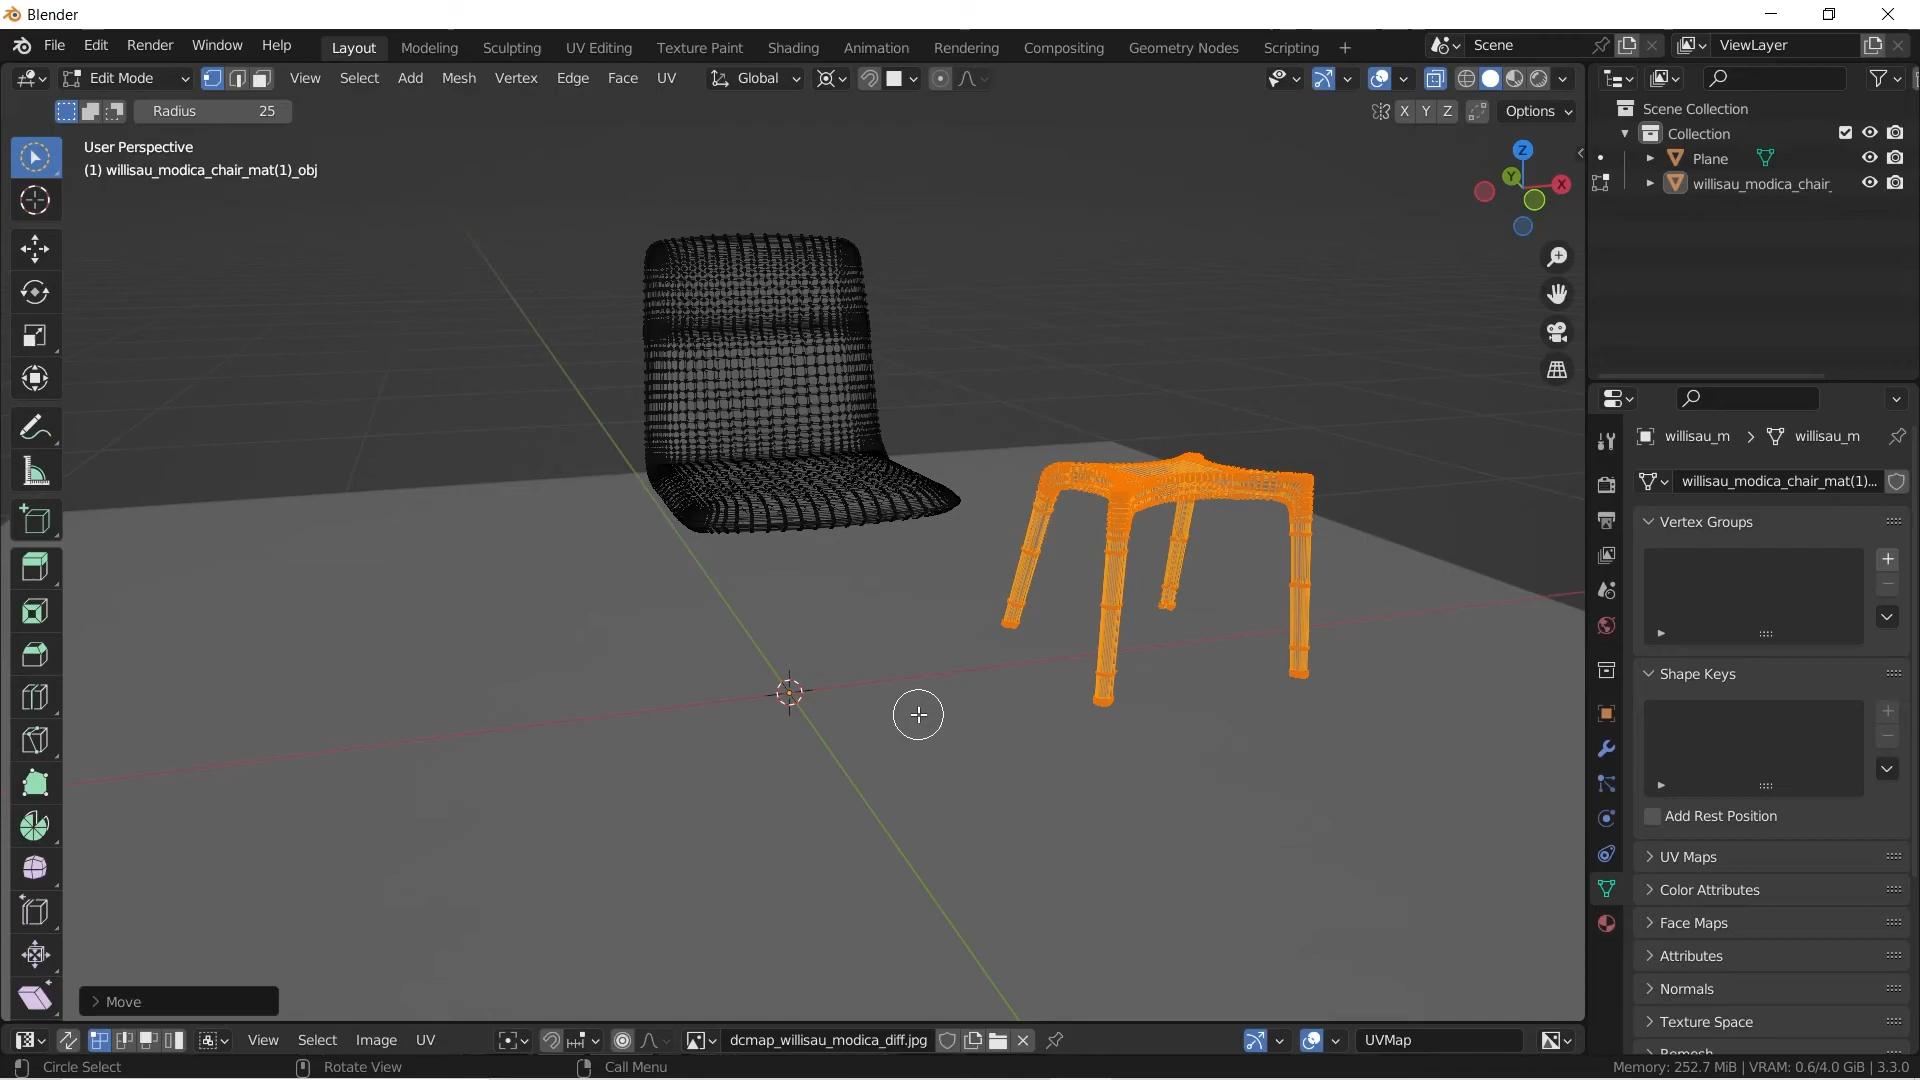 Blender
File Edit Render Window Help Layout Modeling Sculpting UV Editing Texture Paint Shading Animation Rendering Compositing Geometry Nodes Scripting + Scene ViewLayer
Edit Mode View Select Add Mesh Vertex Edge Face UV Global
Radius 25 X Y Z Options
User Perspective
(1) willisau_modica_chair_mat(1)_obj
Z
Y
X
Scene Collection
Collection
Plane
willisau_modica_chair_
willisau_m > willisau_m
willisau_modica_chair_mat(1)...
Vertex Groups
Shape Keys
Add Rest Position
UV Maps
Color Attributes
Face Maps
Attributes
Normals
Texture Space
Remesh
> Move
View Select Image UV dcmap_willisau_modica_diff.jpg UVMap
Circle Select Rotate View Call Menu Memory: 252.7 MiB | VRAM: 0.6/4.0 GiB | 3.3.0